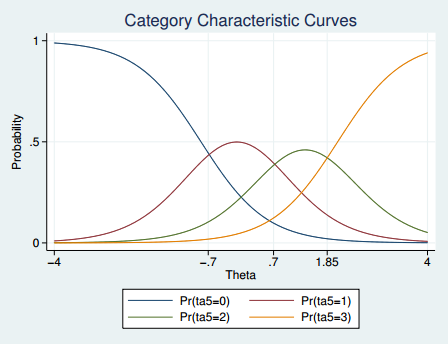 Category Characteristic Curves
Probability
1
.5
0
-4 -.7 .7 1.85 4
Theta
Pr(ta5=0) Pr(ta5=1)
Pr(ta5=2) Pr(ta5=3)